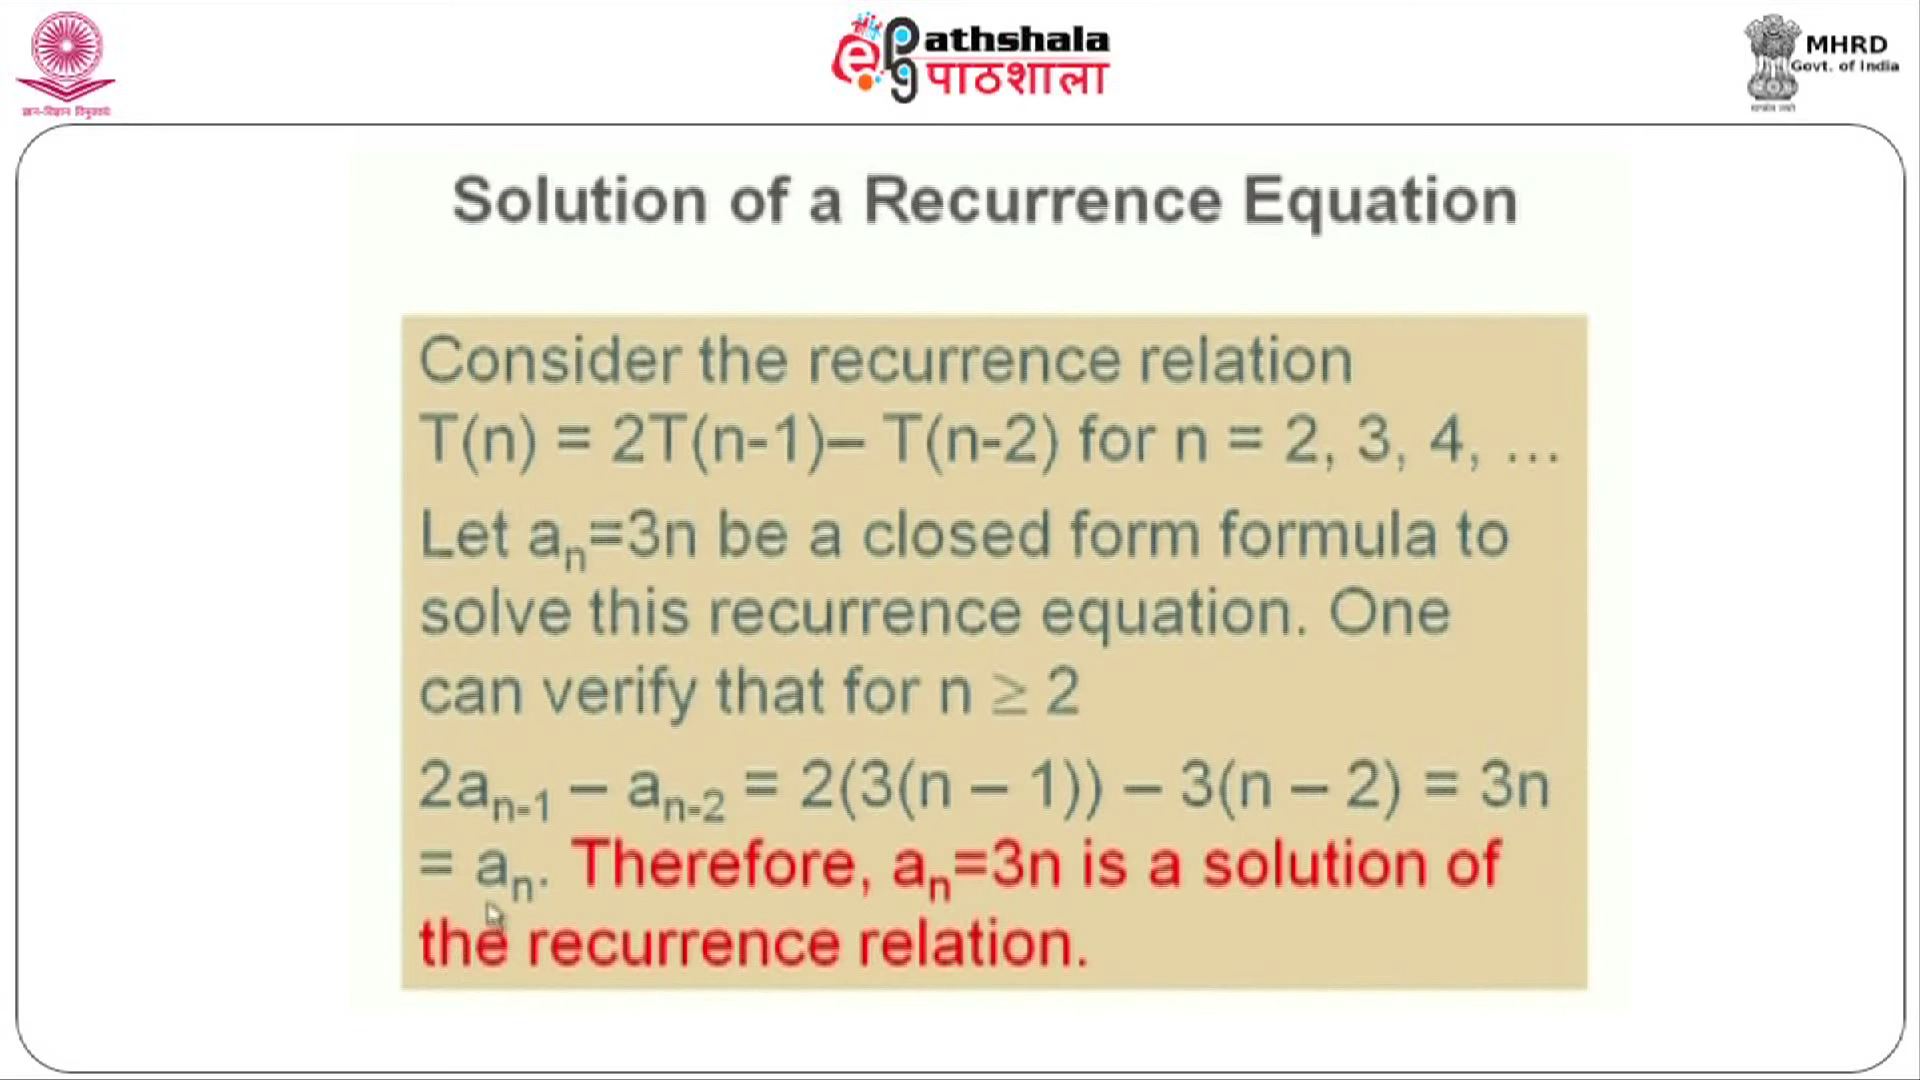 ज्ञान-विज्ञान विमुक्तये
ePathshala
पाठशाला
MHRD
Govt. of India
Solution of a Recurrence Equation
Consider the recurrence relation
T(n) = 2T(n-1)– T(n-2) for n = 2, 3, 4, ...
Let aₙ=3n be a closed form formula to
solve this recurrence equation. One
can verify that for n ≥ 2
2aₙ₋₁ – aₙ₋₂ = 2(3(n – 1)) – 3(n – 2) = 3n
= aₙ. Therefore, aₙ=3n is a solution of
the recurrence relation.